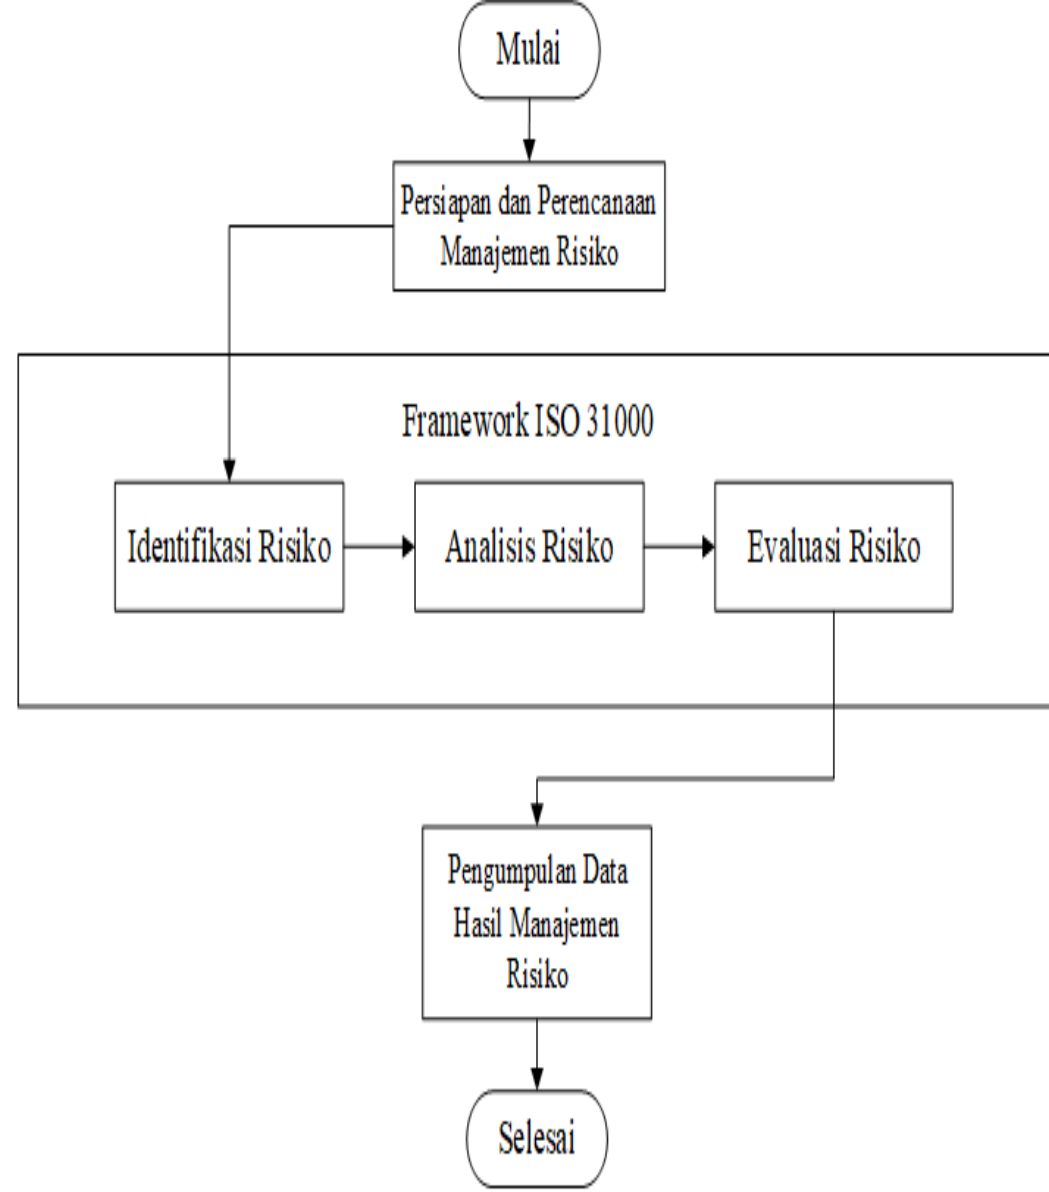 Mulai
Persiapan dan Perencanaan
Manajemen Risiko
Framework ISO 31000
Identifikasi Risiko
Analisis Risiko
Evaluasi Risiko
Pengumpulan Data
Hasil Manajemen
Risiko
Selesai